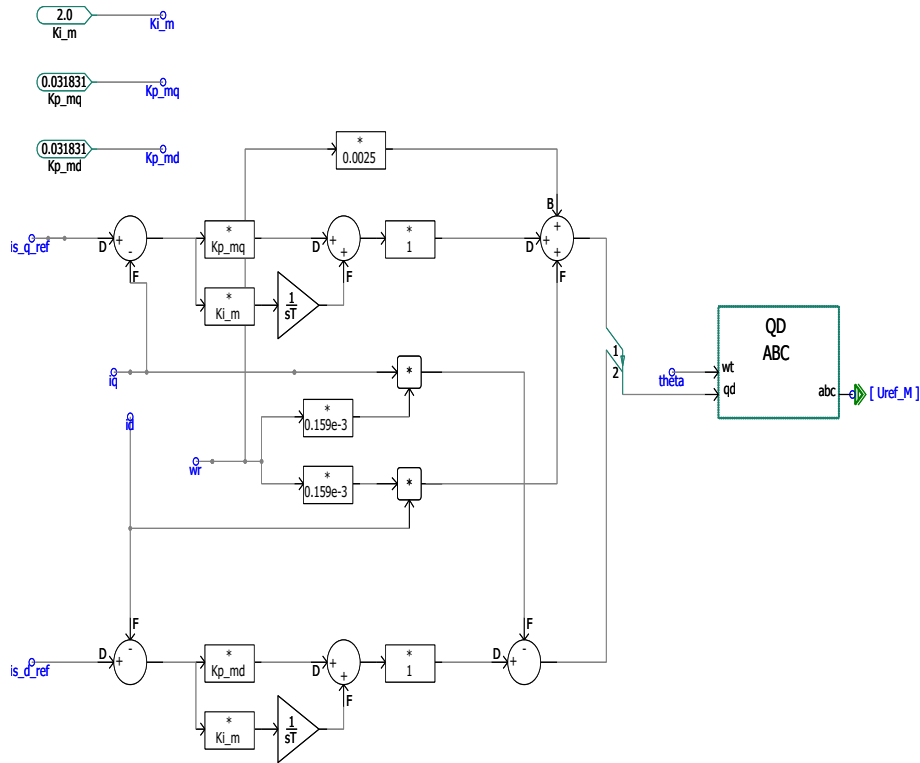 2.0
Ki_m
Ki_m
0.031831
Kp_mq
Kp_mq
0.031831
Kp_md
Kp_md
*
0.0025
B
+
is_q_ref
D
+
-
F
*
Kp_mq
D
+
+
F
*
1
D
+
+
F
*
Ki_m
1
sT
iq
*
id
*
0.159e-3
wr
*
0.159e-3
*
1
2
QD
ABC
theta
wt
qd
abc
[ Uref_M ]
F
-
is_d_ref
D
+
*
Kp_md
D
+
+
F
*
1
F
-
D
+
*
Ki_m
1
sT